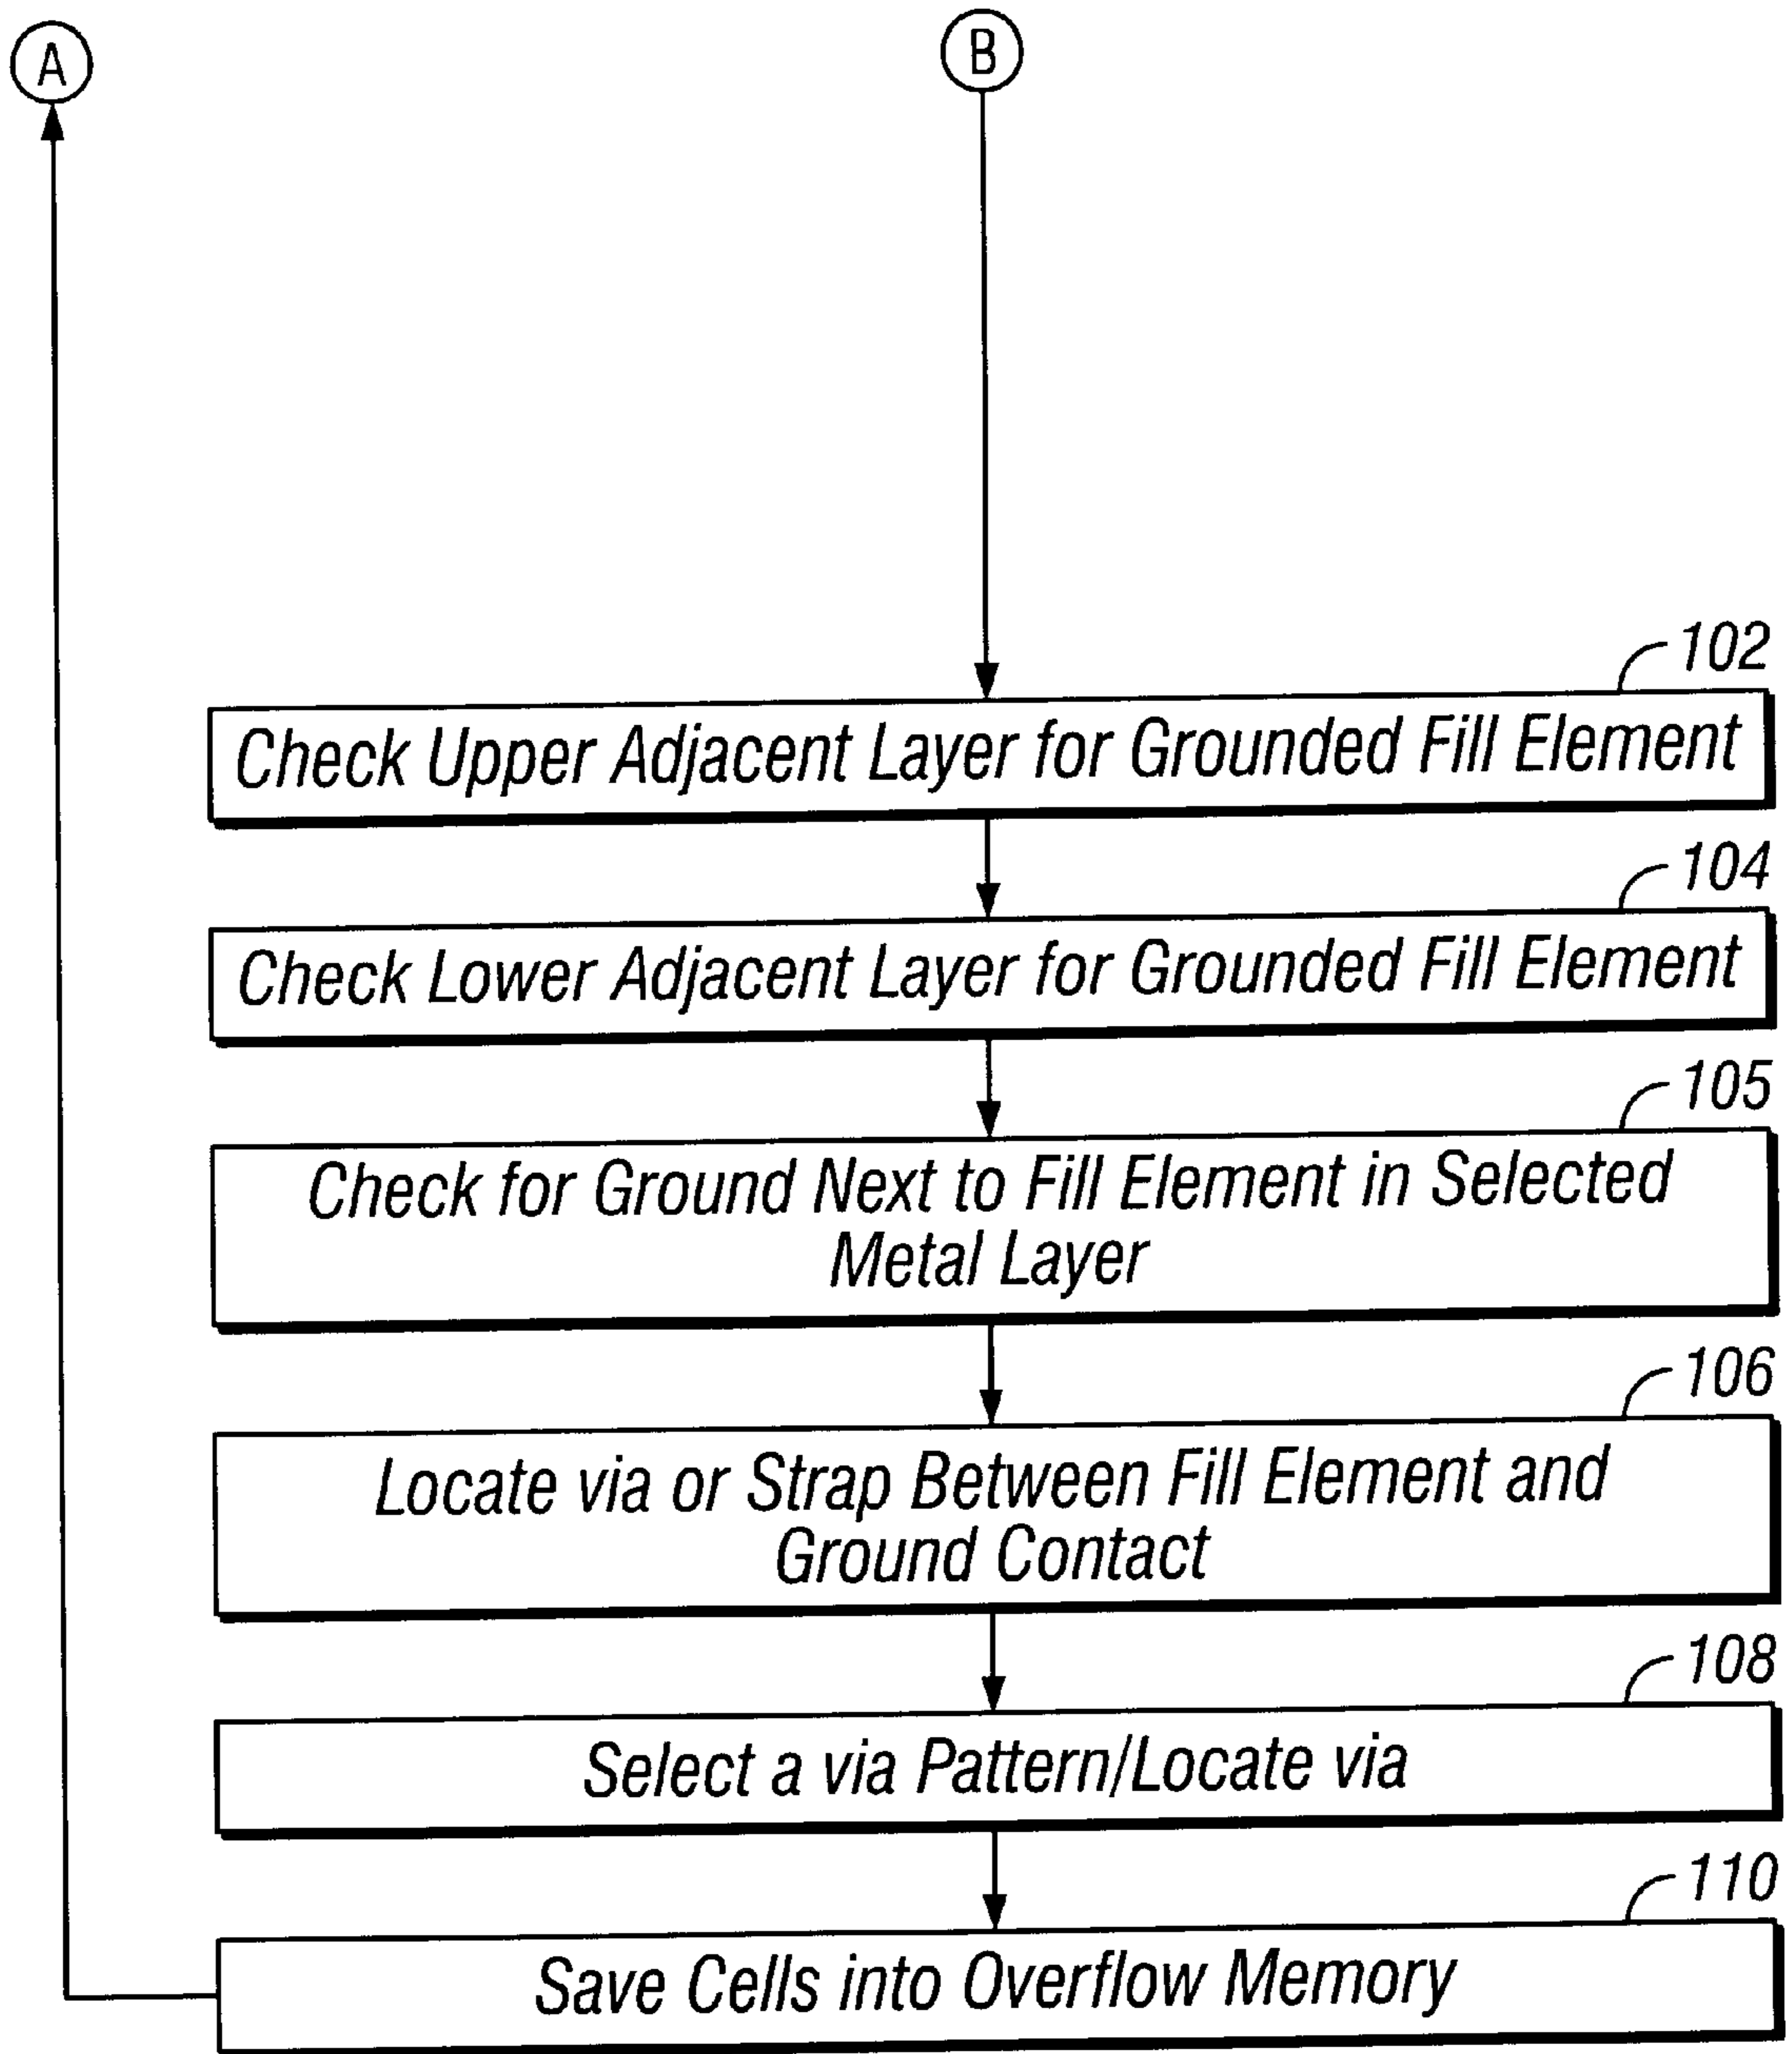 A
B
102
Check Upper Adjacent Layer for Grounded Fill Element
104
Check Lower Adjacent Layer for Grounded Fill Element
105
Check for Ground Next to Fill Element in Selected
Metal Layer
106
Locate via or Strap Between Fill Element and
Ground Contact
108
Select a via Pattern/Locate via
110
Save Cells into Overflow Memory